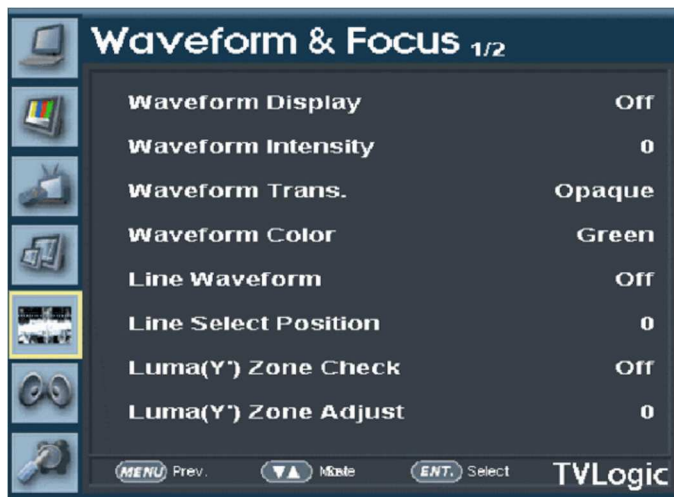 Waveform & Focus 1/2
Waveform Display Off
Waveform Intensity 0
Waveform Trans. Opaque
Waveform Color Green
Line Waveform Off
Line Select Position 0
Luma(Y') Zone Check Off
Luma(Y') Zone Adjust 0
MENU Prev. ▼▲ ENT. Select TVLogic